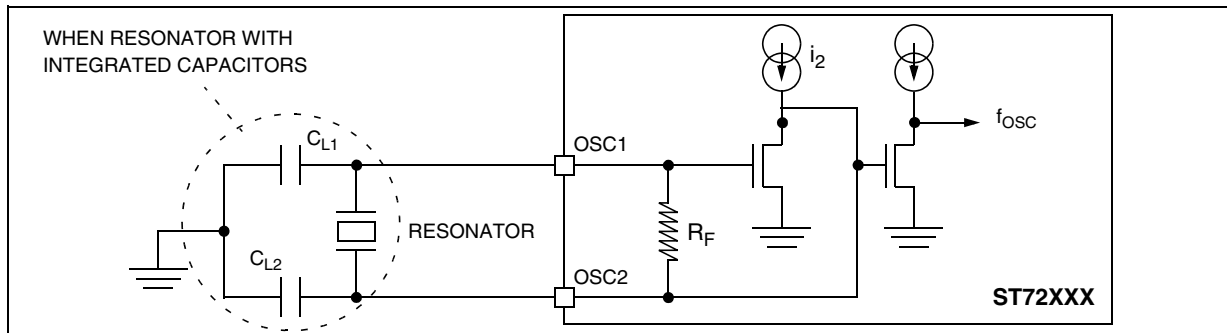 WHEN RESONATOR WITH
INTEGRATED CAPACITORS
i2
fOSC
CL1
OSC1
RESONATOR
RF
CL2
OSC2
ST72XXX